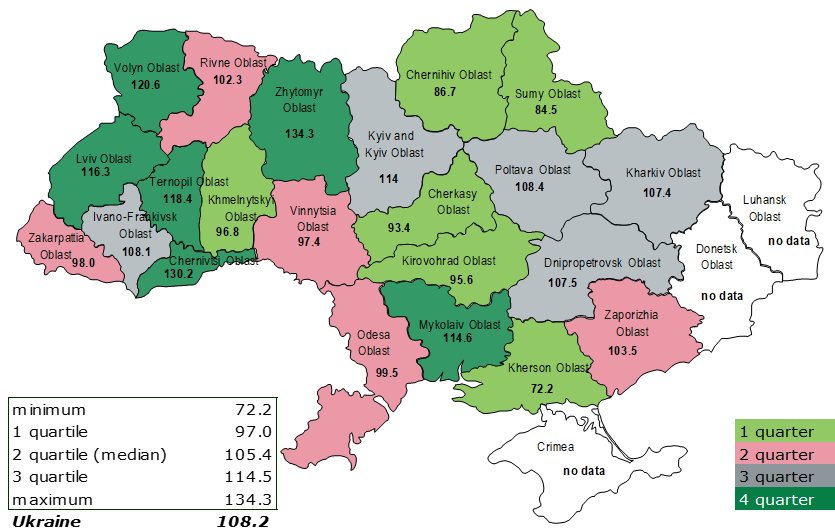 Volyn Oblast
120.6
Rivne Oblast
102.3
Zhytomyr
Oblast
134.3
Chernihiv Oblast
86.7
Sumy Oblast
84.5
Kyiv and
Kyiv Oblast
114
Lviv Oblast
116.3
Ternopil Oblast
118.4
Khmelnytskyi
Oblast
96.8
Poltava Oblast
108.4
Kharkiv Oblast
107.4
Luhansk
Oblast
no data
Cherkasy
Oblast
93.4
Vinnytsia
Oblast
97.4
Ivano-Frankivsk
Oblast
108.1
Zakarpattia
Oblast
98.0
Chernivtsi Oblast
130.2
Kirovohrad Oblast
95.6
Dnipropetrovsk Oblast
107.5
Donetsk
Oblast
no data
Zaporizhia
Oblast
103.5
Mykolaiv Oblast
114.6
Odesa
Oblast
99.5
Kherson Oblast
72.2
Crimea
no data
minimum 72.2
1 quartile 97.0
2 quartile (median) 105.4
3 quartile 114.5
maximum 134.3
Ukraine 108.2
1 quarter
2 quarter
3 quarter
4 quarter